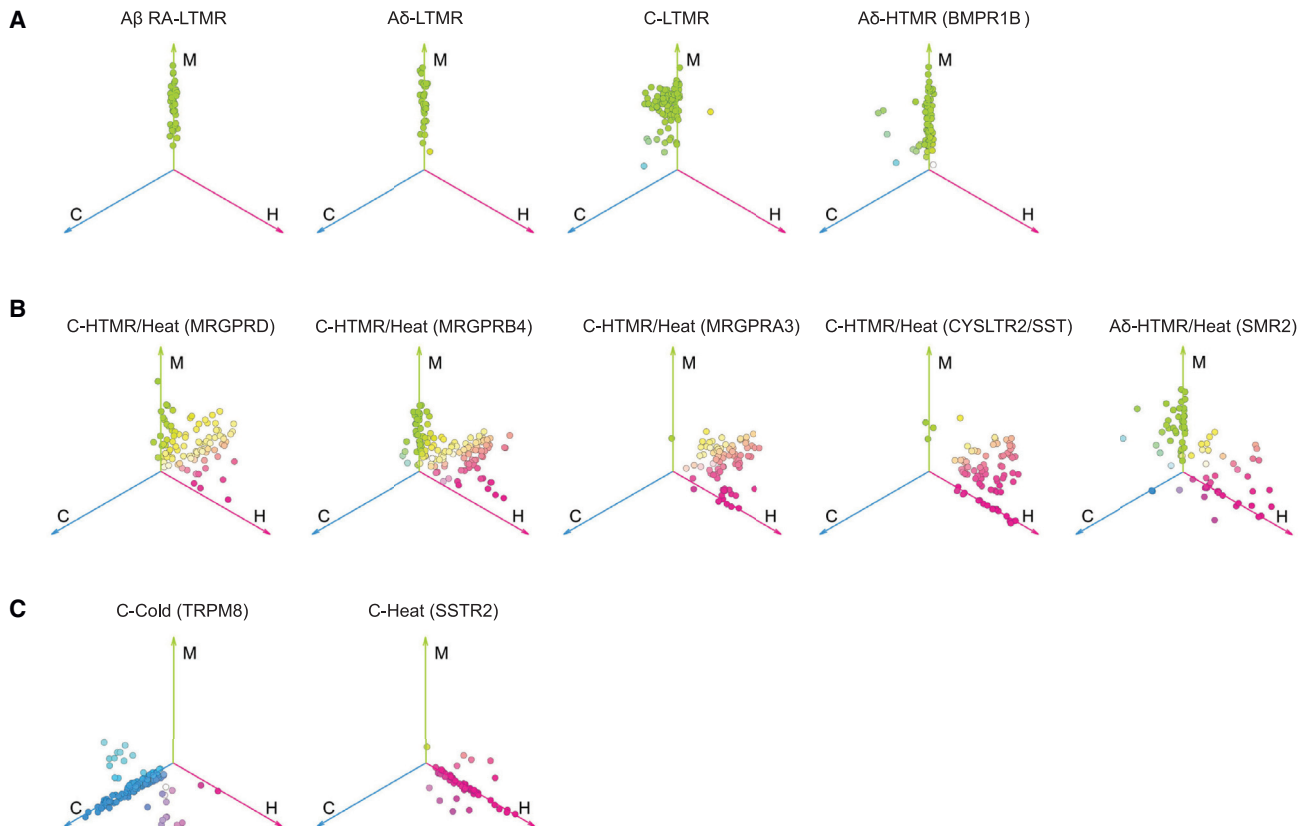 A
Aβ RA-LTMR
Aδ-LTMR
C-LTMR
Aδ-HTMR (BMPR1B)
M
M
M
M
C
H
C
H
C
H
C
H
B
C-HTMR/Heat (MRGPRD)
C-HTMR/Heat (MRGPRB4)
C-HTMR/Heat (MRGPRA3)
C-HTMR/Heat (CYSLTR2/SST)
Aδ-HTMR/Heat (SMR2)
M
M
M
M
M
C
H
C
H
C
H
C
H
C
H
C
C-Cold (TRPM8)
C-Heat (SSTR2)
M
M
C
H
C
H